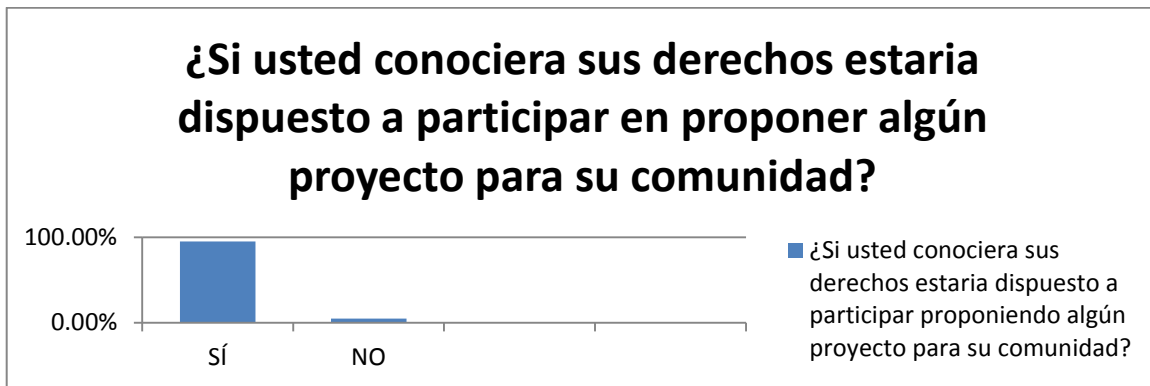 ¿Si usted conociera sus derechos estaria
dispuesto a participar en proponer algún
proyecto para su comunidad?
100.00%
0.00%
SÍ
NO
¿Si usted conociera sus
derechos estaria dispuesto a
participar proponiendo algún
proyecto para su comunidad?